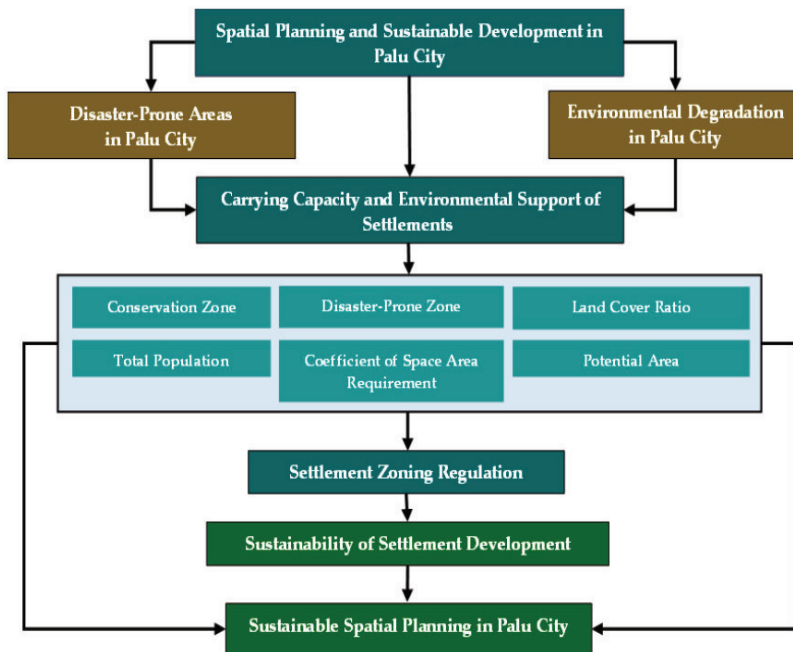 Spatial Planning and Sustainable Development in
Palu City
Disaster-Prone Areas
in Palu City
Environmental Degradation
in Palu City
Carrying Capacity and Environmental Support of
Settlements
Conservation Zone
Disaster-Prone Zone
Land Cover Ratio
Total Population
Coefficient of Space Area
Requirement
Potential Area
Settlement Zoning Regulation
Sustainability of Settlement Development
Sustainable Spatial Planning in Palu City